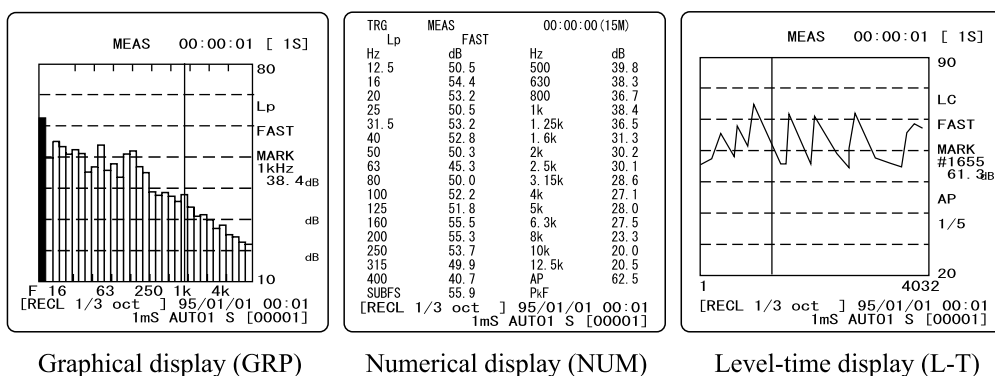 MEAS 00:00:01 [ 1S]
80
Lp
FAST
MARK
1kHz
38.4dB
dB
dB
10
F 16 63 250 1k 4k
[RECL 1/3 oct ] 95/01/01 00:01
1mS AUTO1 S [00001]
Graphical display (GRP)
TRG MEAS 00:00:00(15M)
Lp FAST
Hz dB Hz dB
12.5 50.5 500 39.8
16 54.4 630 38.3
20 53.2 800 36.7
25 50.5 1k 38.4
31.5 53.2 1.25k 36.5
40 52.8 1.6k 31.3
50 50.3 2k 30.2
63 45.3 2.5k 30.1
80 50.0 3.15k 28.6
100 52.2 4k 27.1
125 51.8 5k 28.0
160 55.5 6.3k 27.5
200 55.3 8k 23.3
250 53.7 10k 20.0
315 49.9 12.5k 20.5
400 40.7 AP 62.5
SUBFS 55.9 PkF
[RECL 1/3 oct ] 95/01/01 00:01
1mS AUTO1 S [00001]
Numerical display (NUM)
MEAS 00:00:01 [ 1S]
90
LC
FAST
MARK
#1655
61.3dB
AP
1/5
20
1 4032
[RECL 1/3 oct ] 95/01/01 00:01
1mS AUTO1 S [00001]
Level-time display (L-T)